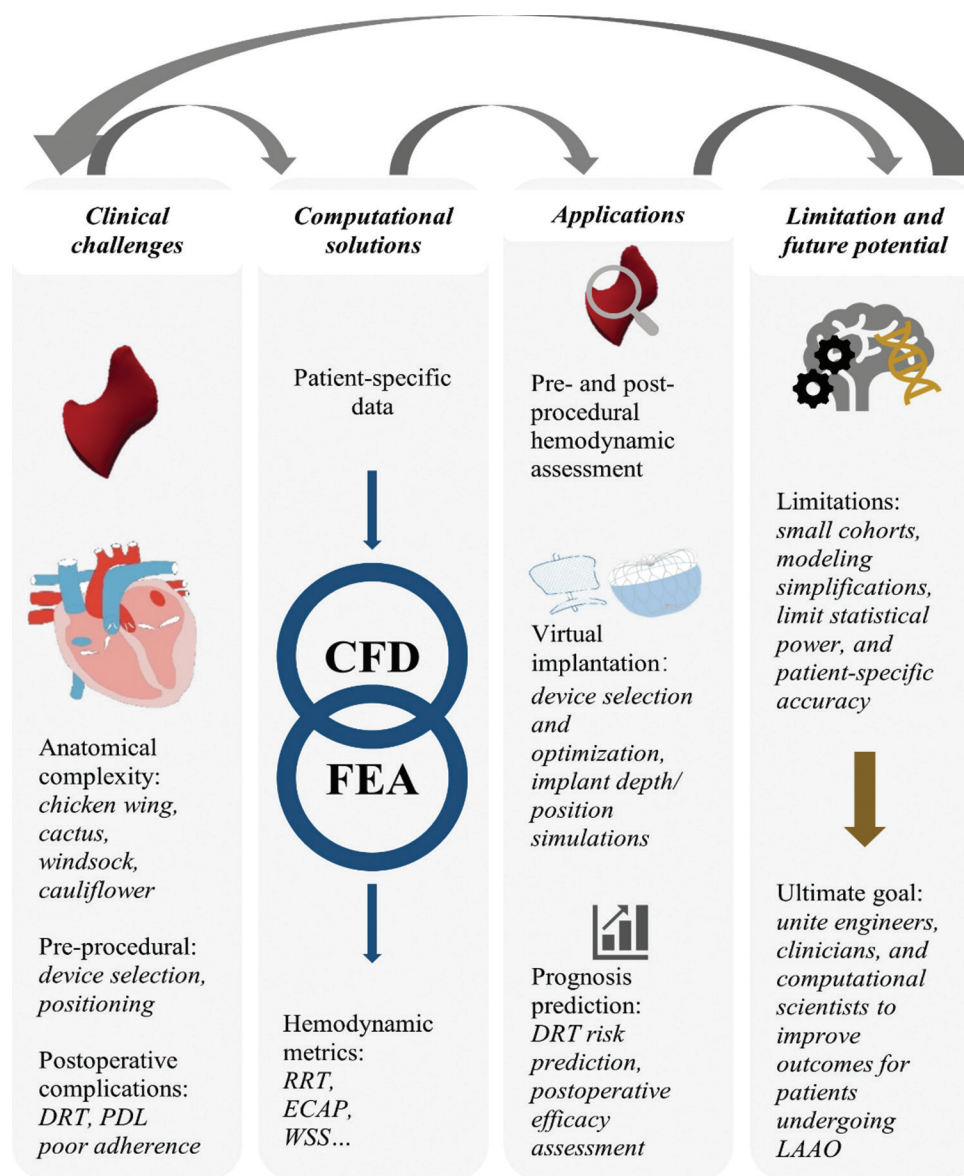 Clinical
challenges
Anatomical
complexity:
chicken wing,
cactus,
windsock,
cauliflower
Pre-procedural:
device selection,
positioning
Postoperative
complications:
DRT, PDL
poor adherence
Computational
solutions
Patient-specific
data
CFD
FEA
Hemodynamic
metrics:
RRT,
ECAP,
WSS...
Applications
Pre- and post-
procedural
hemodynamic
assessment
Virtual
implantation:
device selection
and
optimization,
implant depth/
position
simulations
Prognosis
prediction:
DRT risk
prediction,
postoperative
efficacy
assessment
Limitation and
future potential
Limitations:
small cohorts,
modeling
simplifications,
limit statistical
power, and
patient-specific
accuracy
Ultimate goal:
unite engineers,
clinicians, and
computational
scientists to
improve
outcomes for
patients
undergoing
LAAO